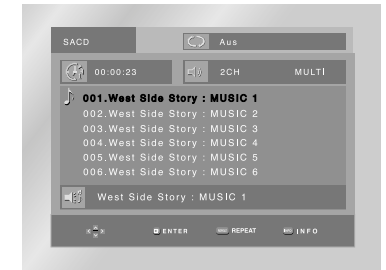 SACD Aus
00:00:23 2CH MULTI
001.West Side Story : MUSIC 1
002.West Side Story : MUSIC 2
003.West Side Story : MUSIC 3
004.West Side Story : MUSIC 4
005.West Side Story : MUSIC 5
006.West Side Story : MUSIC 6
West Side Story : MUSIC 1
ENTER REPEAT INFO